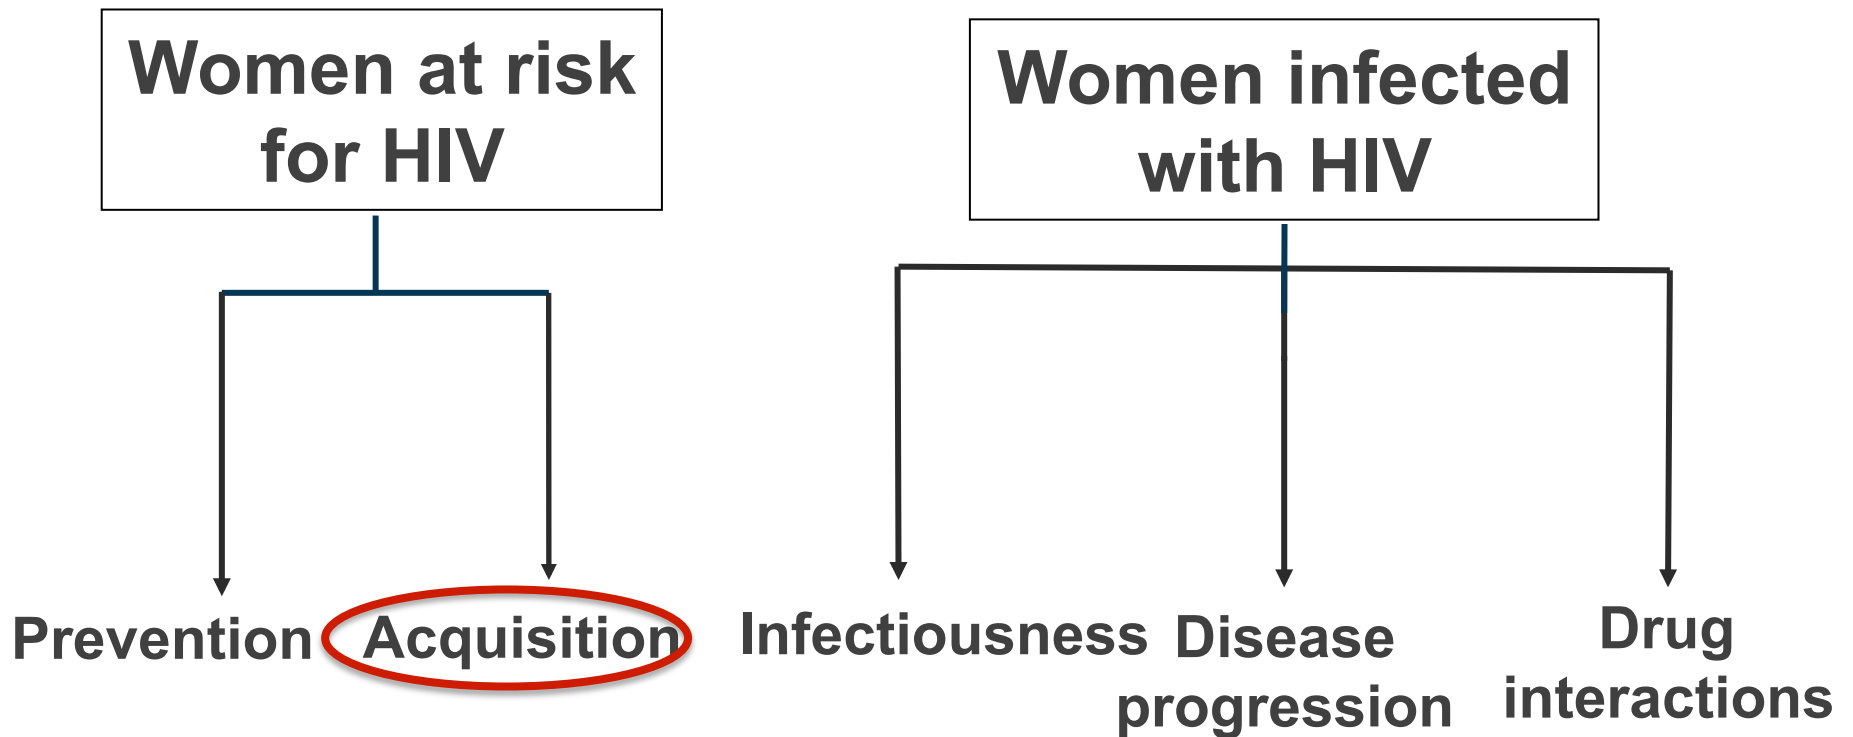 Women at risk
for HIV
Women infected
with HIV
Prevention
Acquisition
Infectiousness
Disease
progression
Drug
interactions